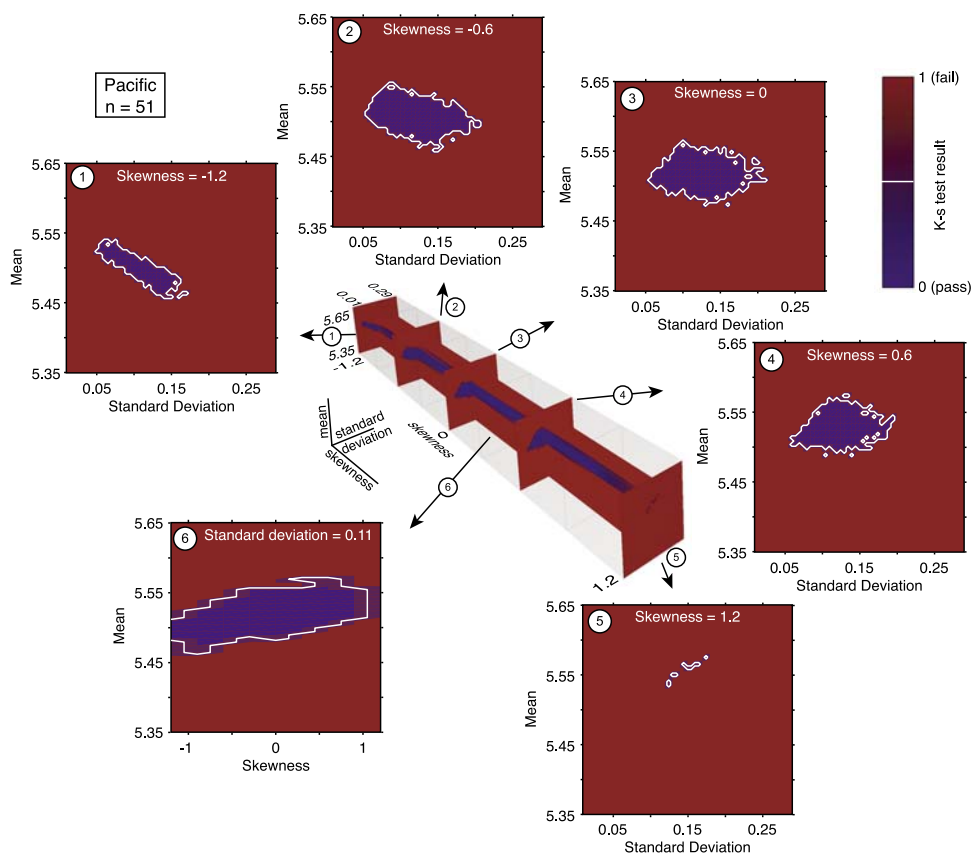 Pacific
n = 51
1
Skewness = -1.2
5.65
5.55
5.45
5.35
Mean
0.05
0.15
0.25
Standard Deviation
2
Skewness = -0.6
5.65
5.55
5.45
5.35
Mean
0.05
0.15
0.25
Standard Deviation
3
Skewness = 0
5.65
5.55
5.45
5.35
Mean
0.05
0.15
0.25
Standard Deviation
1 (fail)
K-s test result
0 (pass)
0.01
0.29
5.65
5.35
-1.2
1
2
3
4
5
6
0
skewness
1.2
mean
standard
deviation
skewness
4
Skewness = 0.6
5.65
5.55
5.45
5.35
Mean
0.05
0.15
0.25
Standard Deviation
6
Standard deviation = 0.11
5.65
5.55
5.45
5.35
Mean
-1
0
1
Skewness
5
Skewness = 1.2
5.65
5.55
5.45
5.35
Mean
0.05
0.15
0.25
Standard Deviation